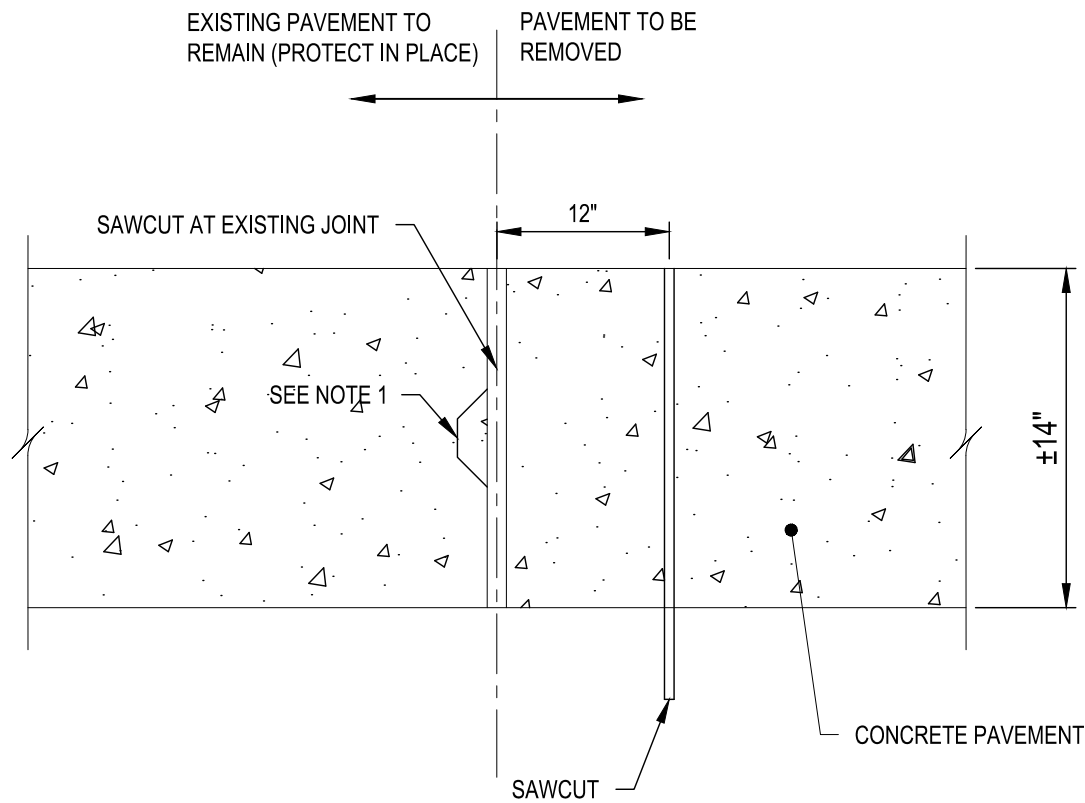 EXISTING PAVEMENT TO
REMAIN (PROTECT IN PLACE)
PAVEMENT TO BE
REMOVED
SAWCUT AT EXISTING JOINT
12"
SEE NOTE 1
±14"
CONCRETE PAVEMENT
SAWCUT